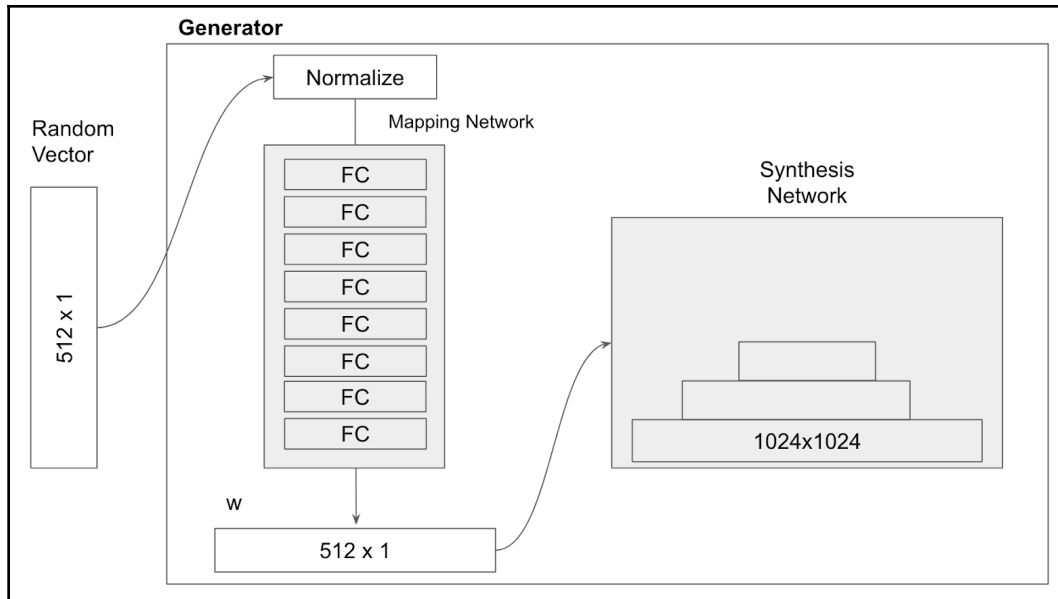 Generator
Normalize
Mapping Network
Random
Vector
512 x 1
FC
FC
FC
FC
FC
FC
FC
FC
w
512 x 1
Synthesis
Network
1024x1024